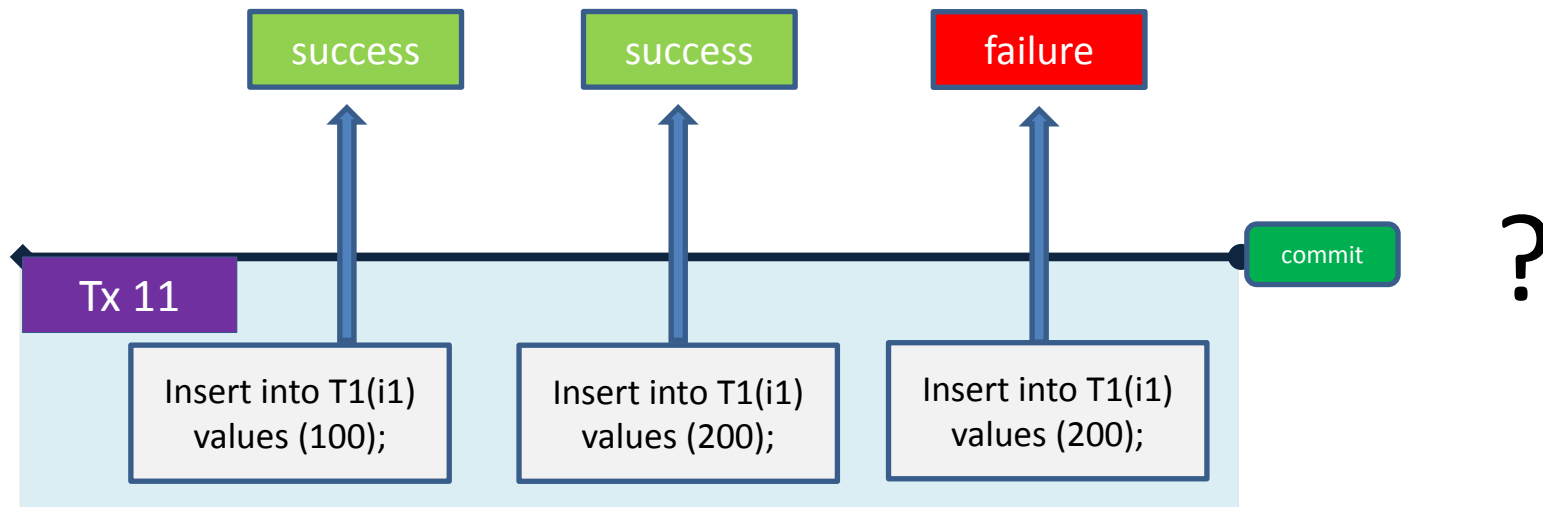 success
success
failure
commit
?
Tx 11
Insert into T1(i1)
values (100);
Insert into T1(i1)
values (200);
Insert into T1(i1)
values (200);